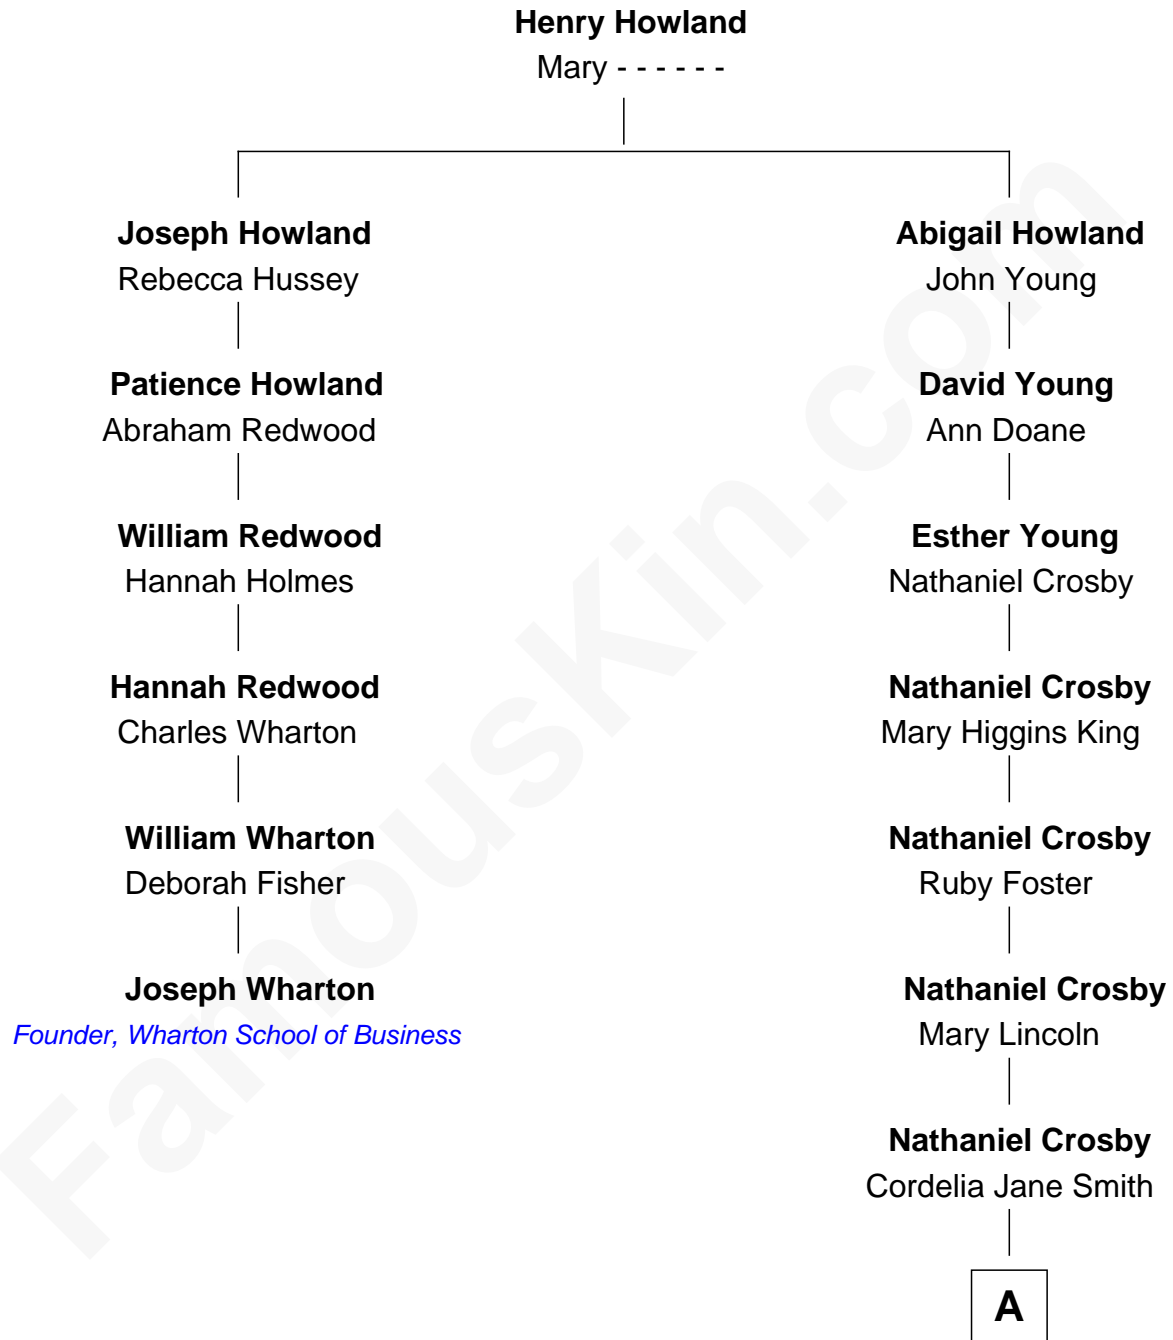 Henry Howland
Mary - - - - - -
Joseph Howland
Rebecca Hussey
Abigail Howland
John Young
Patience Howland
Abraham Redwood
David Young
Ann Doane
William Redwood
Hannah Holmes
Esther Young
Nathaniel Crosby
Hannah Redwood
Charles Wharton
Nathaniel Crosby
Mary Higgins King
William Wharton
Deborah Fisher
Nathaniel Crosby
Ruby Foster
Joseph Wharton
Founder, Wharton School of Business
Nathaniel Crosby
Mary Lincoln
Nathaniel Crosby
Cordelia Jane Smith
A
FamousKin.com